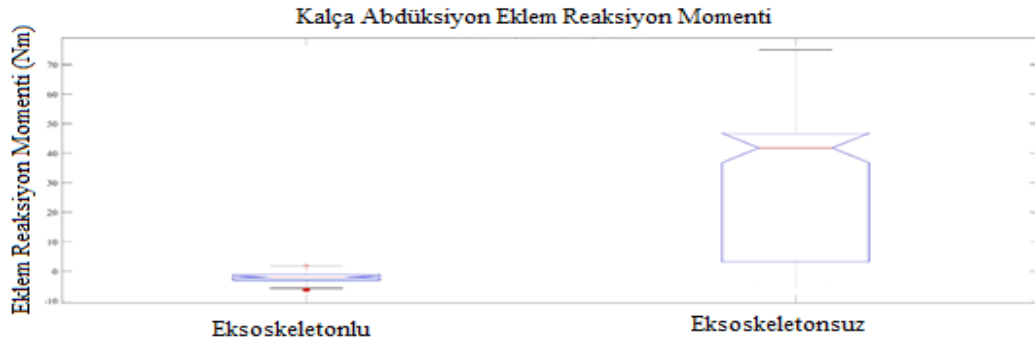 Kalça Abdüksiyon Eklem Reaksiyon Momenti
Eklem Reaksiyon Momenti (Nm)
70
60
50
40
30
20
10
0
-10
Eksoskeletonlu
Eksoskeletonsuz